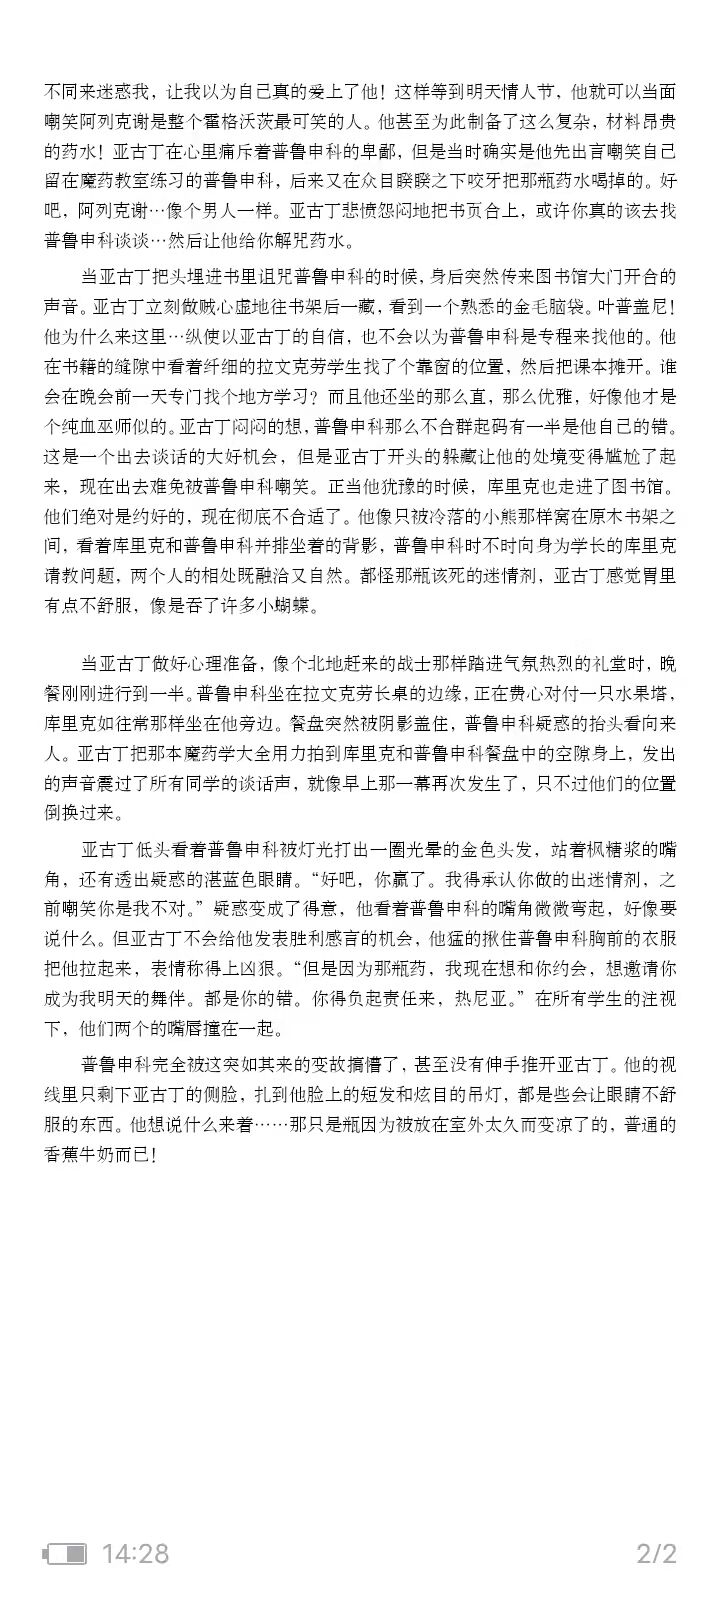 不同来迷惑我，让我以为自己真的爱上了他！这样等到明天情人节，他就可以当面
嘲笑阿列克谢是整个霍格沃茨最可笑的人。他甚至为此制备了这么复杂，材料昂贵
的药水！亚古丁在心里痛斥着普鲁申科的卑鄙，但是当时确实是他先出言嘲笑自己
留在魔药教室练习的普鲁申科，后来又在众目睽睽之下咬牙把那瓶药水喝掉的。好
吧，阿列克谢…像个男人一样。亚古丁悲愤怨闷地把书页合上，或许你真的该去找
普鲁申科谈谈…然后让他给你解咒药水。
当亚古丁把头埋进书里诅咒普鲁申科的时候，身后突然传来图书馆大门开合的
声音。亚古丁立刻做贼心虚地往书架后一藏，看到一个熟悉的金毛脑袋。叶普盖尼！
他为什么来这里…纵使以亚古丁的自信，也不会以为普鲁申科是专程来找他的。他
在书籍的缝隙中看着纤细的拉文克劳学生找了个靠窗的位置，然后把课本摊开。谁
会在晚会前一天专门找个地方学习？而且他还坐的那么直，那么优雅，好像他才是
个纯血巫师似的。亚古丁闷闷的想，普鲁申科那么不合群起码有一半是他自己的错。
这是一个出去谈话的大好机会，但是亚古丁开头的躲藏让他的处境变得尴尬了起
来，现在出去难免被普鲁申科嘲笑。正当他犹豫的时候，库里克也走进了图书馆。
他们绝对是约好的，现在彻底不合适了。他像只被冷落的小熊那样窝在原木书架之
间，看着库里克和普鲁申科并排坐着的背影，普鲁申科时不时向身为学长的库里克
请教问题，两个人的相处既融洽又自然。都怪那瓶该死的迷情剂，亚古丁感觉胃里
有点不舒服，像是吞了许多小蝴蝶。
当亚古丁做好心理准备，像个北地赶来的战士那样踏进气氛热烈的礼堂时，晚
餐刚刚进行到一半。普鲁申科坐在拉文克劳长桌的边缘，正在费心对付一只水果塔，
库里克如往常那样坐在他旁边。餐盘突然被阴影盖住，普鲁申科疑惑的抬头看向来
人。亚古丁把那本魔药学大全用力拍到库里克和普鲁申科餐盘中的空隙身上，发出
的声音震过了所有同学的谈话声，就像早上那一幕再次发生了，只不过他们的位置
倒换过来。
亚古丁低头看着普鲁申科被灯光打出一圈光晕的金色头发，站着枫糖浆的嘴
角，还有透出疑惑的湛蓝色眼睛。“好吧，你赢了。我得承认你做的出迷情剂，之
前嘲笑你是我不对。”疑惑变成了得意，他看着普鲁申科的嘴角微微弯起，好像要
说什么。但亚古丁不会给他发表胜利感言的机会，他猛的揪住普鲁申科胸前的衣服
把他拉起来，表情称得上凶狠。“但是因为那瓶药，我现在想和你约会，想邀请你
成为我明天的舞伴。都是你的错。你得负起责任来，热尼亚。”在所有学生的注视
下，他们两个的嘴唇撞在一起。
普鲁申科完全被这突如其来的变故搞懵了，甚至没有伸手推开亚古丁。他的视
线里只剩下亚古丁的侧脸，扎到他脸上的短发和炫目的吊灯，都是些会让眼睛不舒
服的东西。他想说什么来着……那只是瓶因为被放在室外太久而变凉了的，普通的
香蕉牛奶而已！
14:28
2/2